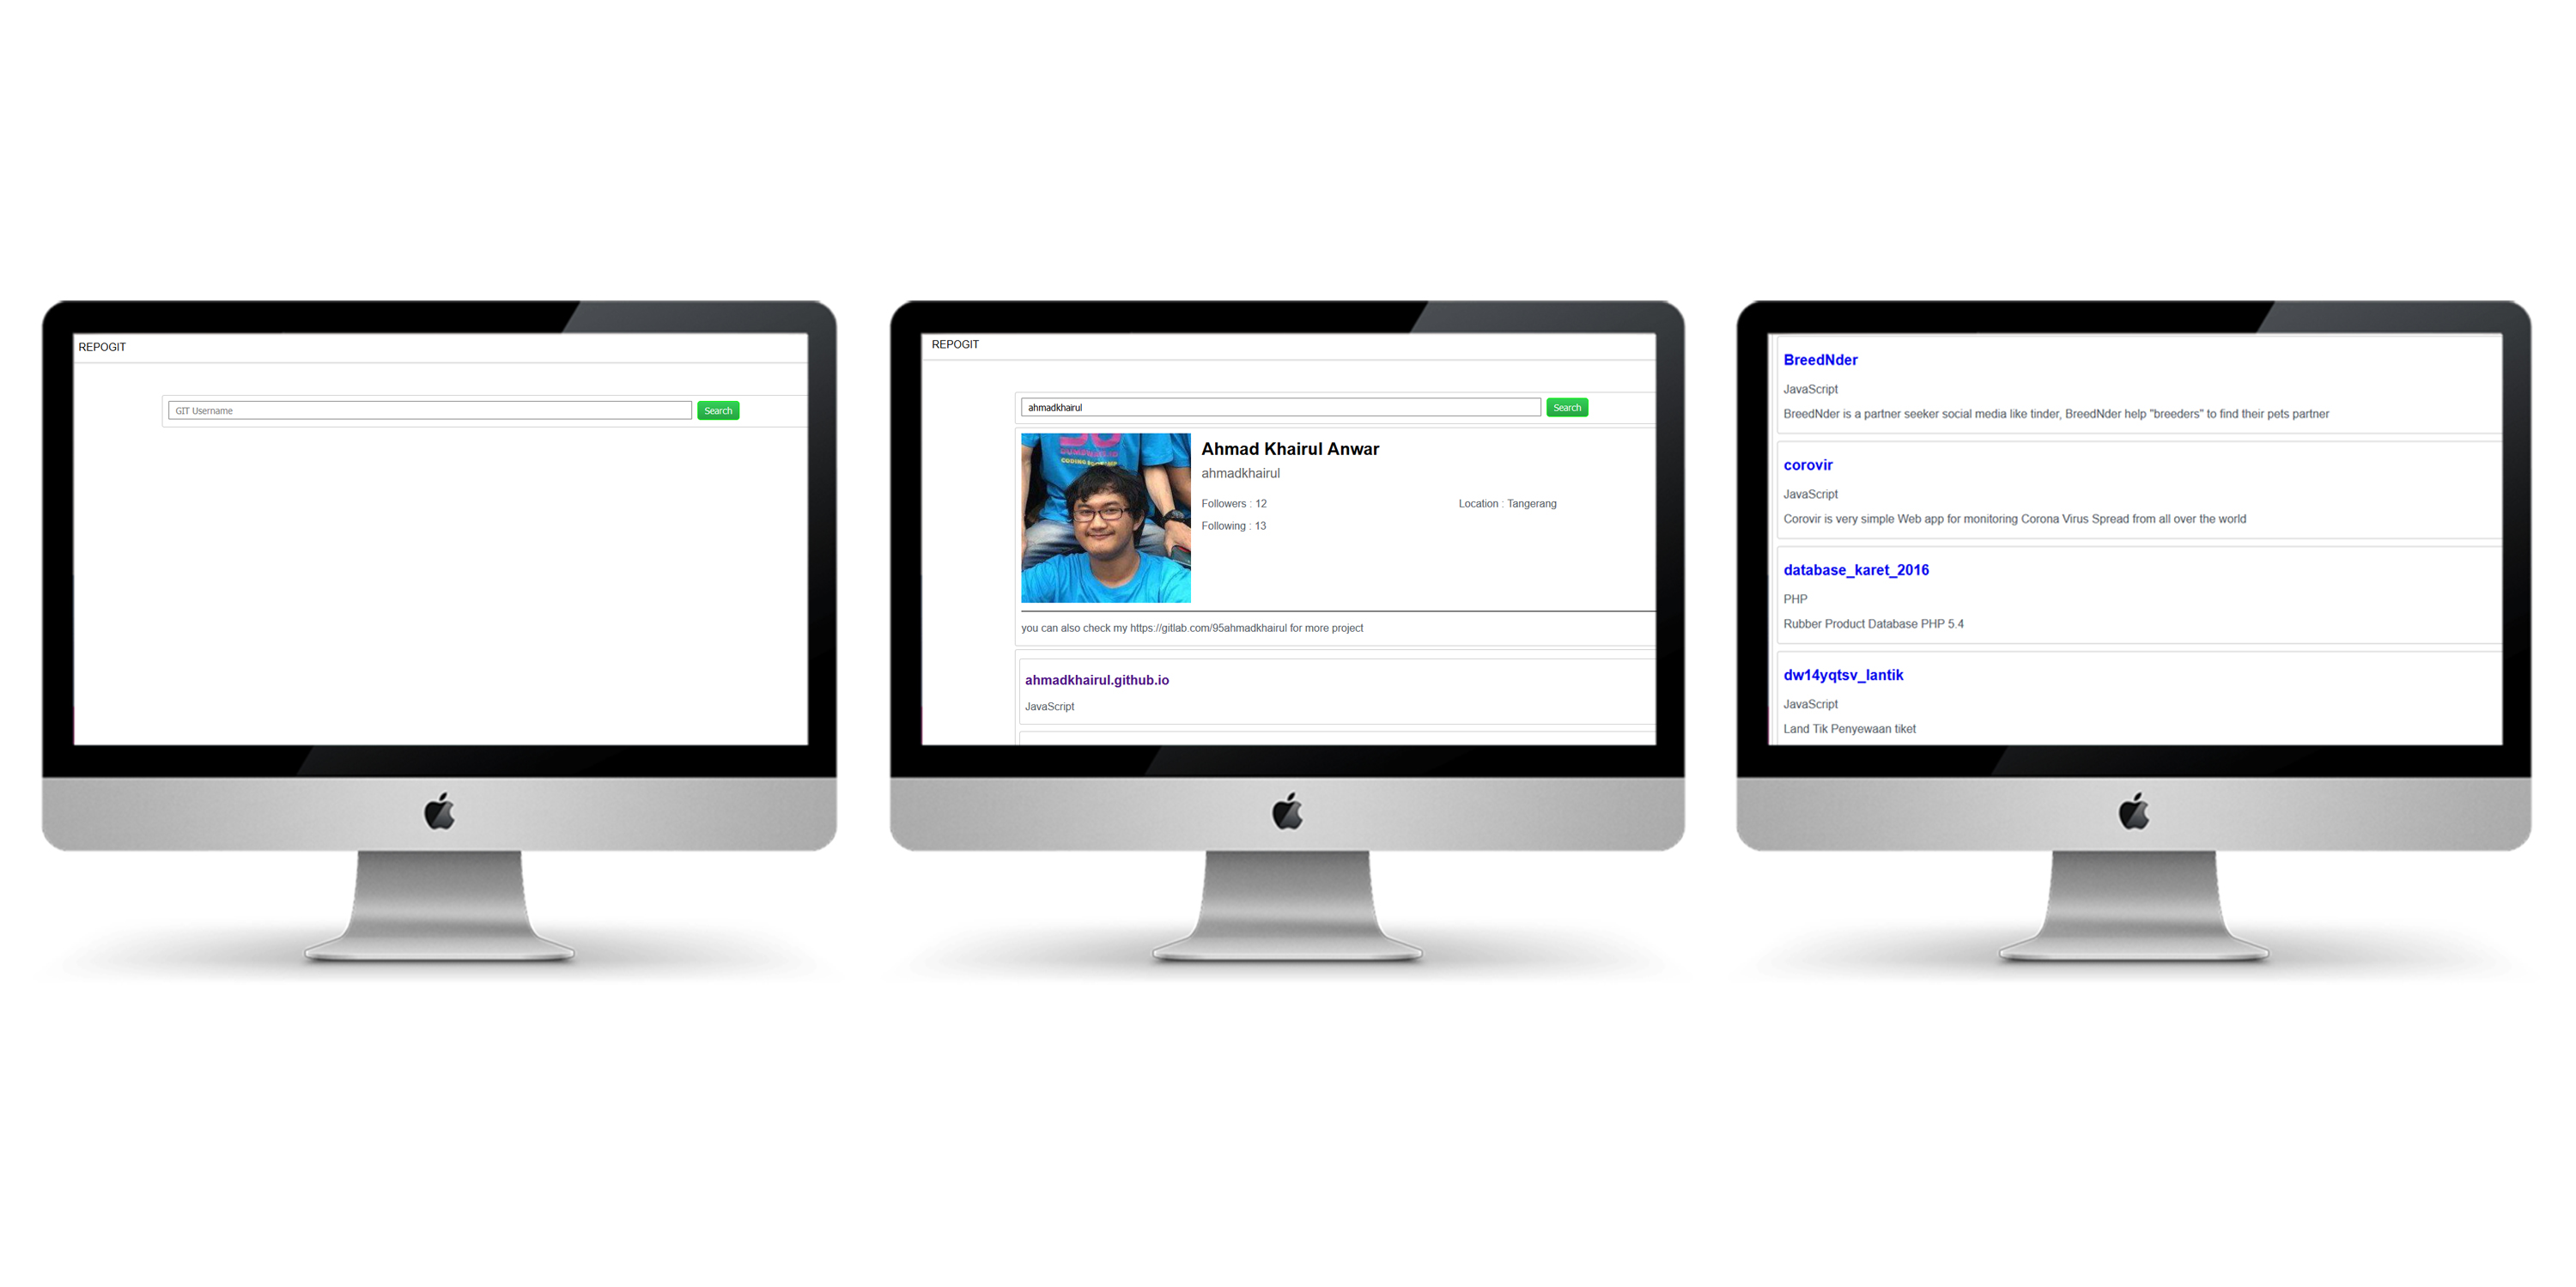 REPOGIT
GIT Username
Search
REPOGIT
ahmadkhairul
Search
Ahmad Khairul Anwar
ahmadkhairul
Followers : 12
Location : Tangerang
Following : 13
you can also check my https://gitlab.com/95ahmadkhairul for more project
ahmadkhairul.github.io
JavaScript
BreedNder
JavaScript
BreedNder is a partner seeker social media like tinder, BreedNder help "breeders" to find their pets partner
corovir
JavaScript
Corovir is very simple Web app for monitoring Corona Virus Spread from all over the world
database_karet_2016
PHP
Rubber Product Database PHP 5.4
dw14yqtsv_lantik
JavaScript
Land Tik Penyewaan tiket